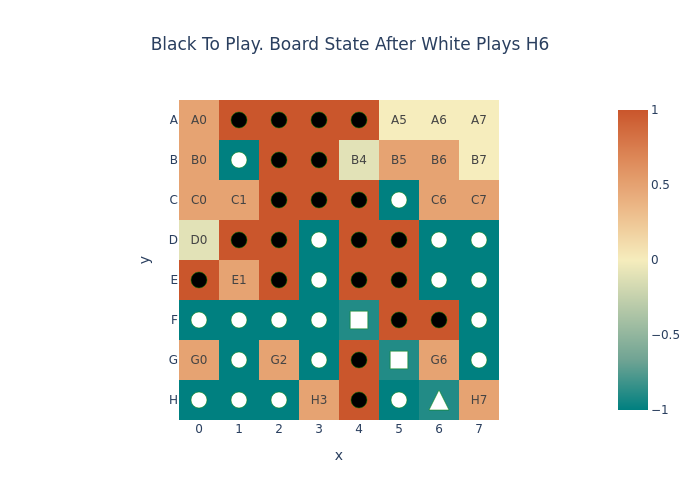 Black To Play. Board State After White Plays H6
A A0 A5 A6 A7 1
B B0 B4 B5 B6 B7
C C0 C1 C6 C7 0.5
D D0
E E1 0
F −0.5
G G0 G2 G6
H H3 H7 −1
0 1 2 3 4 5 6 7
x
y